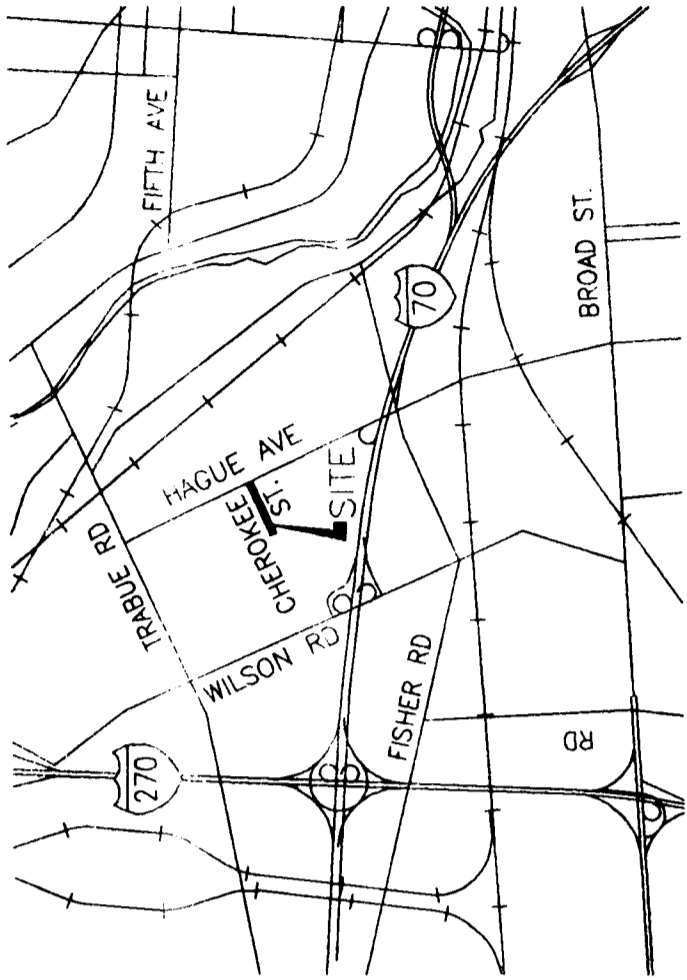 FIFTH AVE
BROAD ST.
70
HAGUE AVE
CHEROKEE
ST.
SITE
TRABUE RD
WILSON RD
FISHER RD
RD
270